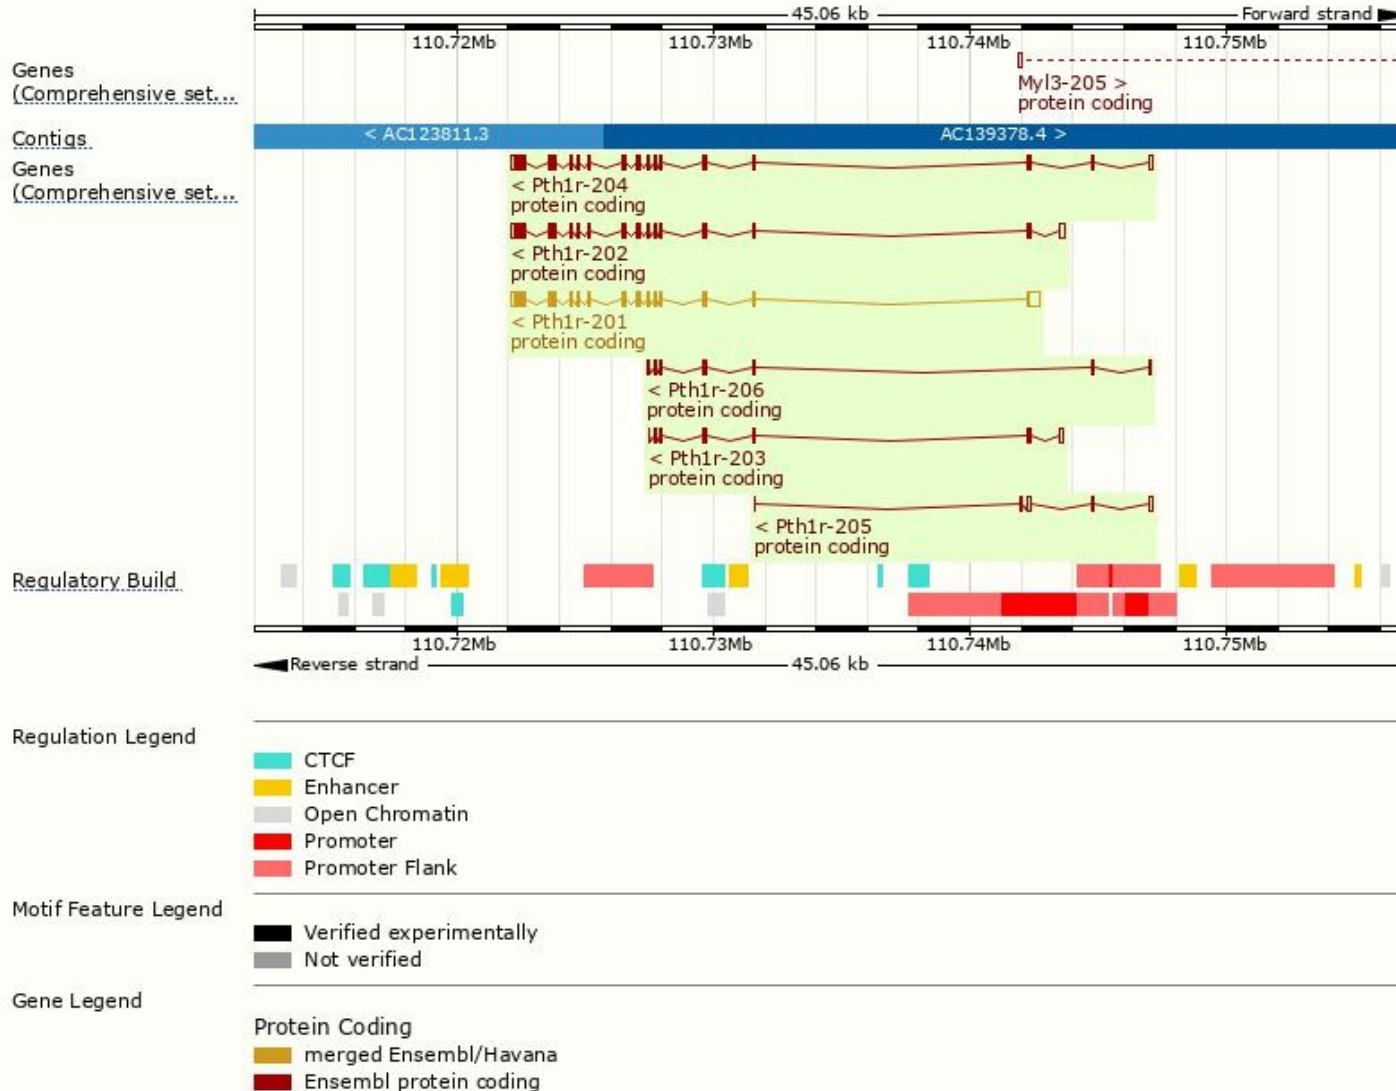 45.06 kb Forward strand
110.72Mb 110.73Mb 110.74Mb 110.75Mb
Genes
(Comprehensive set...
Myl3-205 >
protein coding
Contigs
< AC123811.3 AC139378.4 >
Genes
(Comprehensive set...
< Pth1r-204
protein coding
< Pth1r-202
protein coding
< Pth1r-201
protein coding
< Pth1r-206
protein coding
< Pth1r-203
protein coding
< Pth1r-205
protein coding
Regulatory Build
110.72Mb 110.73Mb 110.74Mb 110.75Mb
Reverse strand 45.06 kb
Regulation Legend
CTCF
Enhancer
Open Chromatin
Promoter
Promoter Flank
Motif Feature Legend
Verified experimentally
Not verified
Gene Legend
Protein Coding
merged Ensembl/Havana
Ensembl protein coding